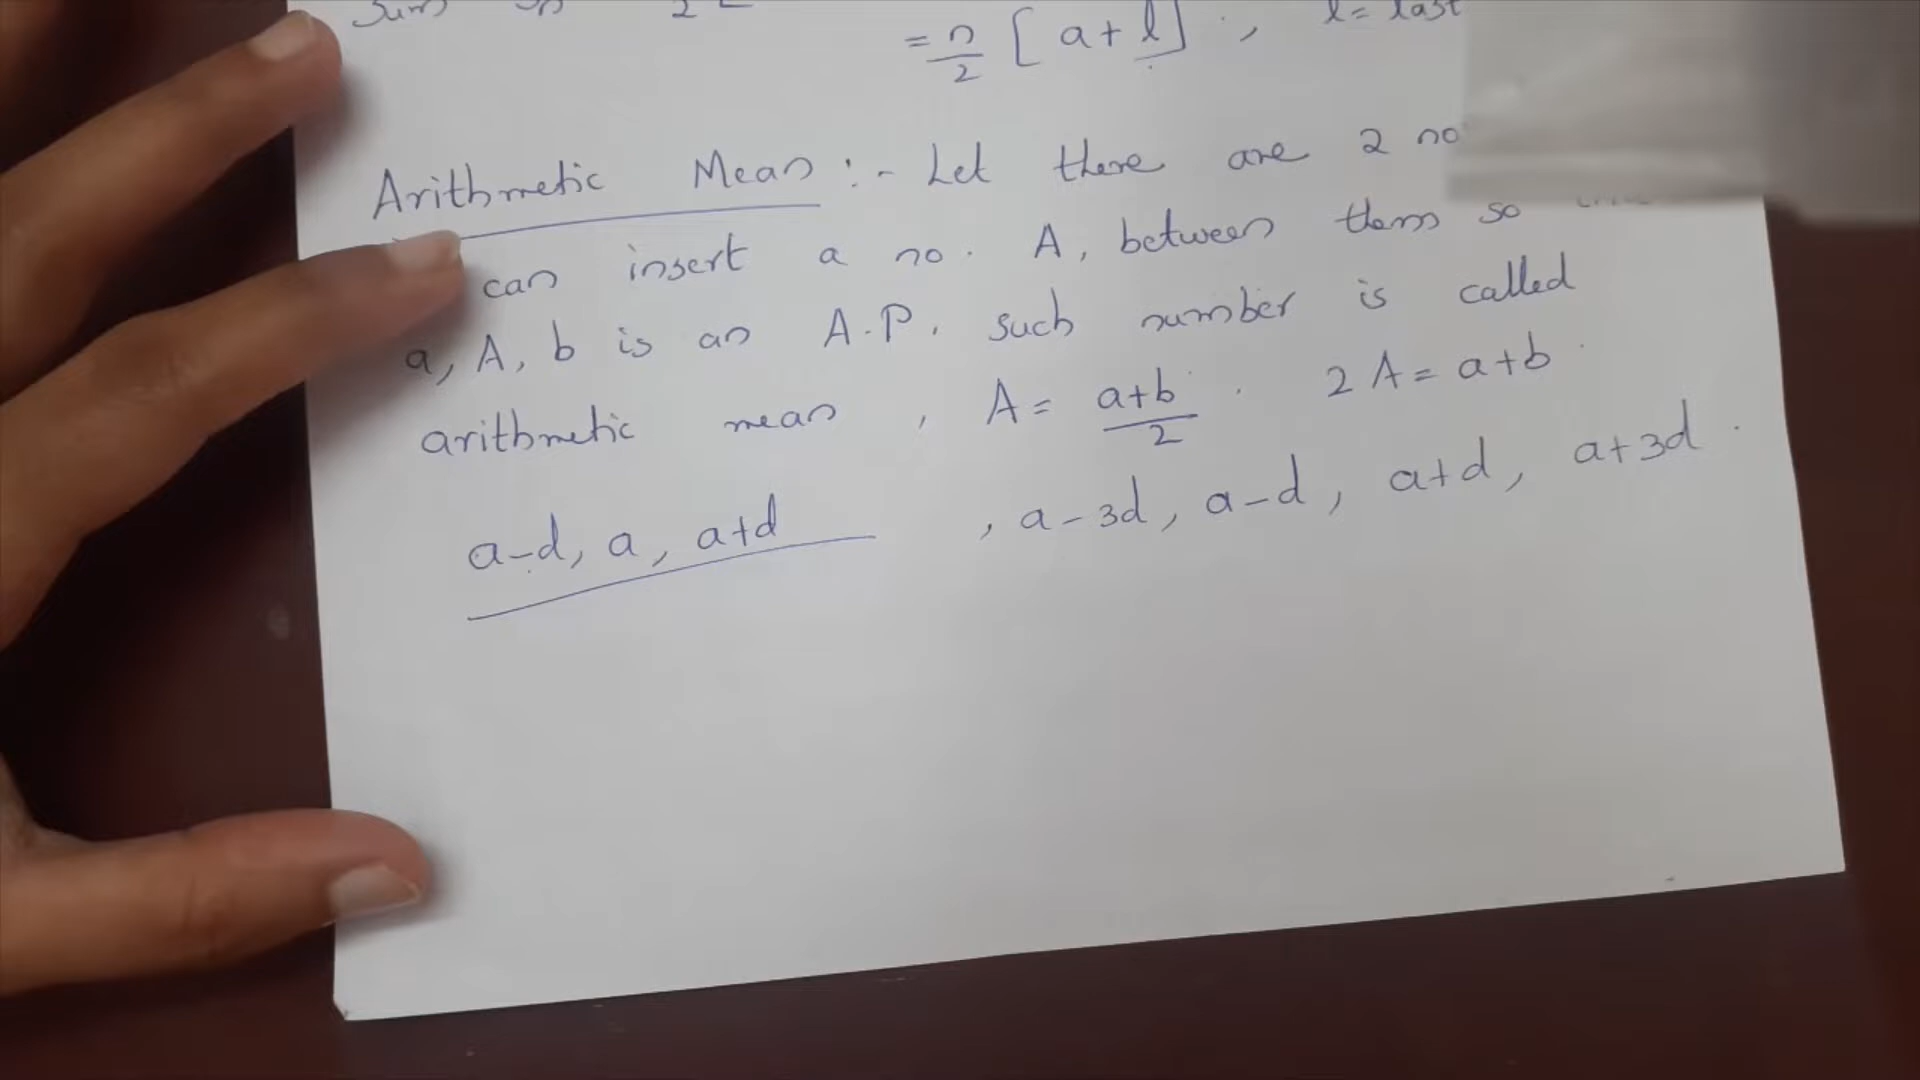 Sum
= n/2 [a+l], l = last
Arithmetic Mean :- Let there are 2 no
can insert a no. A, between them so
a, A, b is an A.P. such number is called
arithmetic mean, A = a+b/2 . 2A = a+b
a-d, a, a+d , a-3d, a-d, a+d, a+3d .